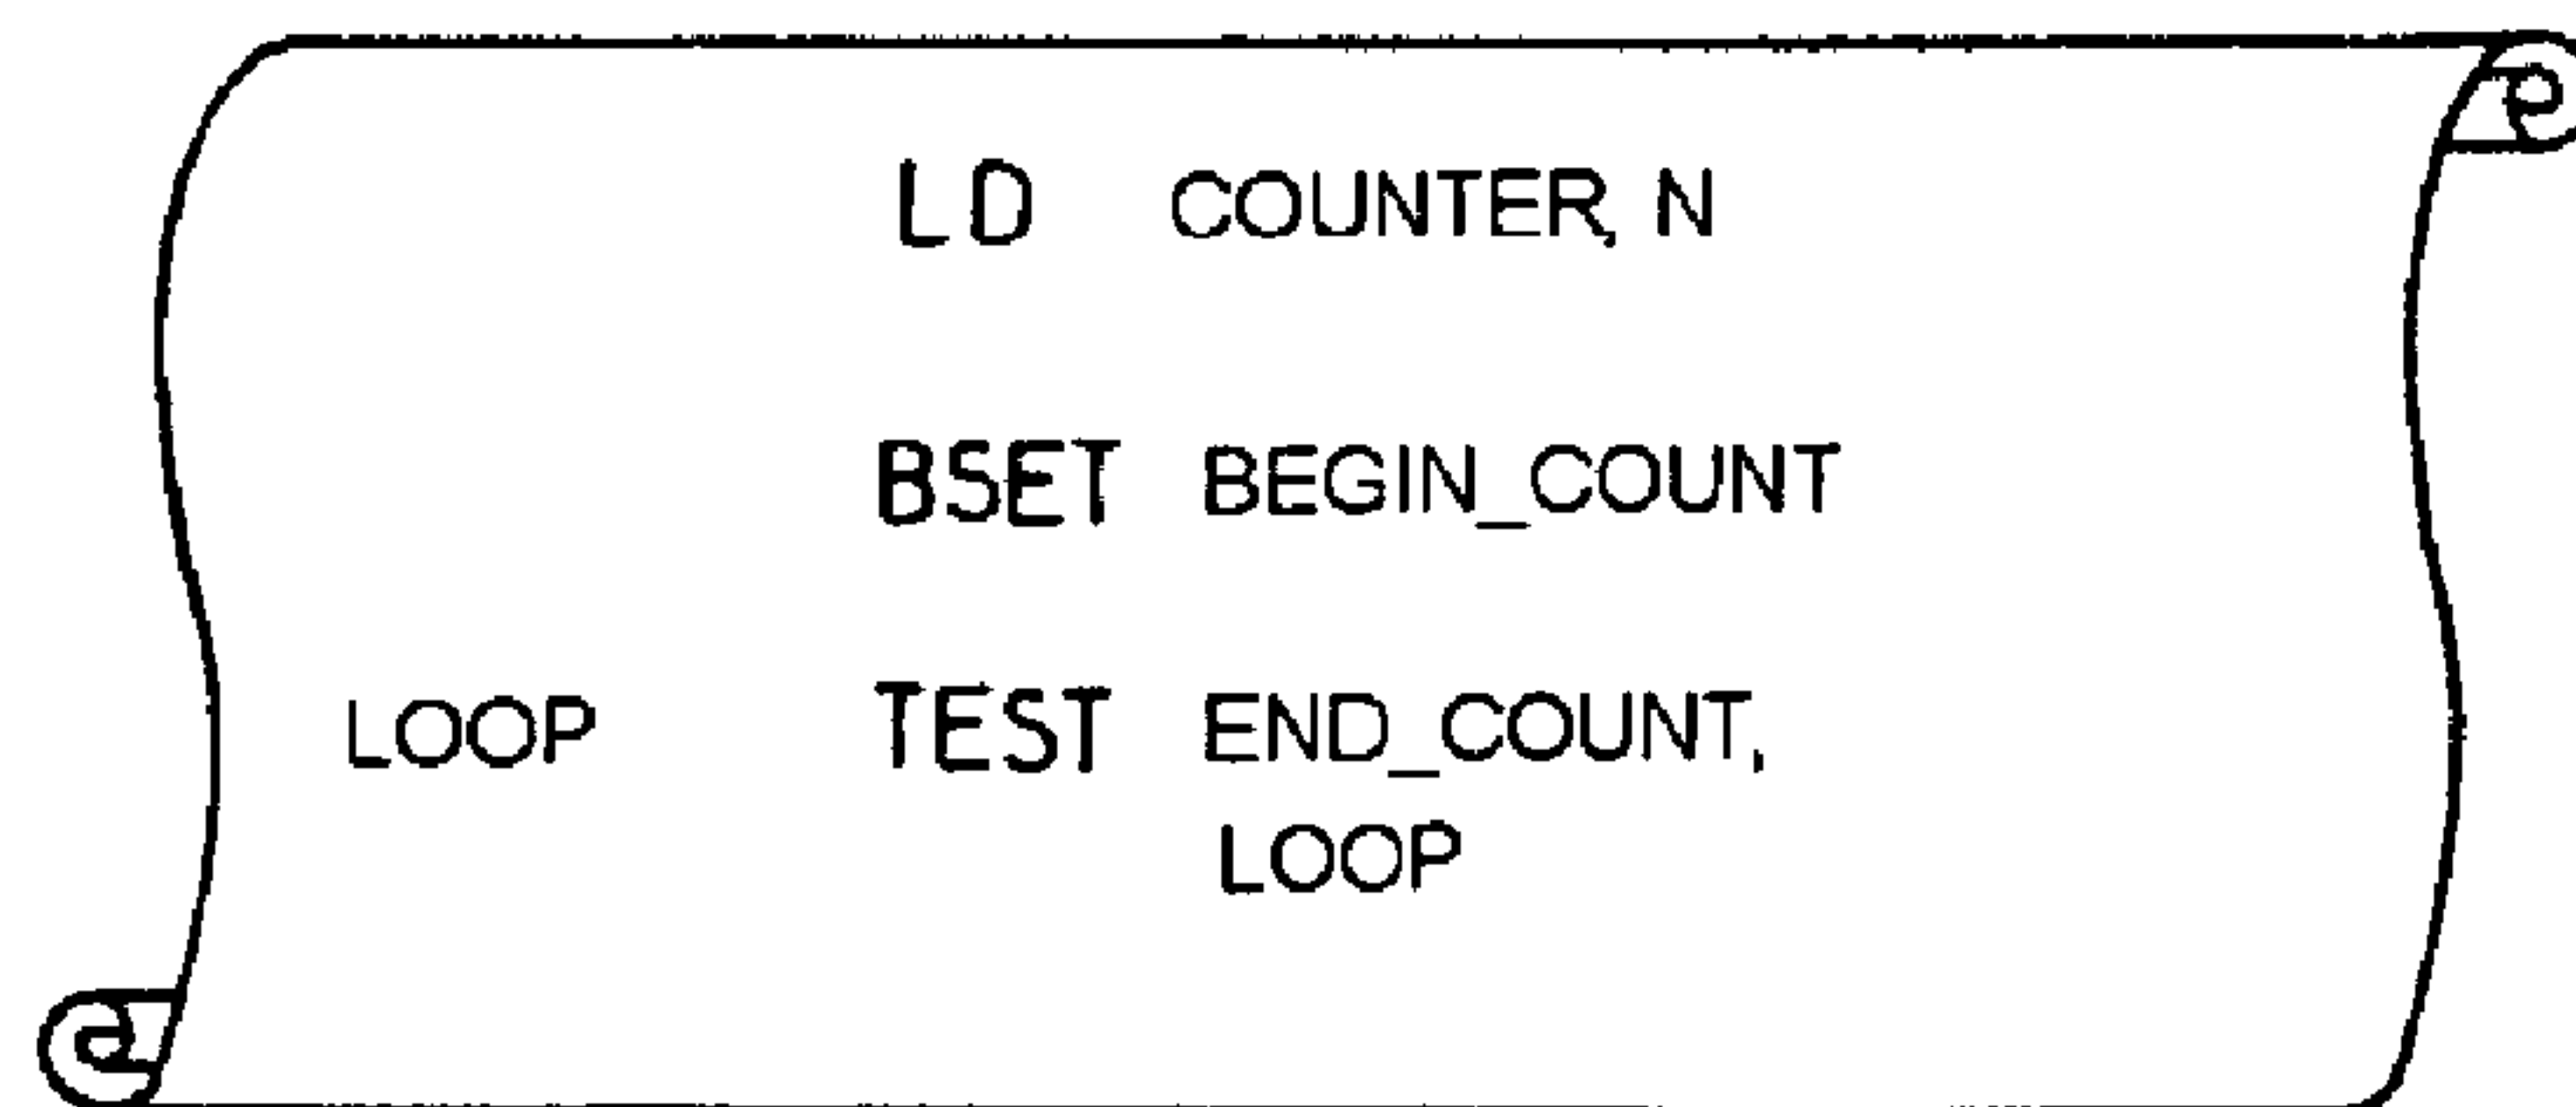 LD COUNTER, N
BSET BEGIN_COUNT
LOOP TEST END_COUNT,
LOOP